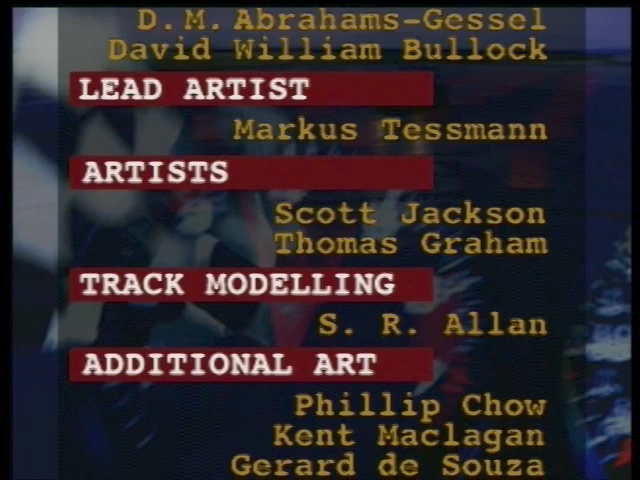 D.M. Abrahams-Gessel
David William Bullock
LEAD ARTIST
Markus Tessmann
ARTISTS
Scott Jackson
Thomas Graham
TRACK MODELLING
S. R. Allan
ADDITIONAL ART
Phillip Chow
Kent Maclagan
Gerard de Souza